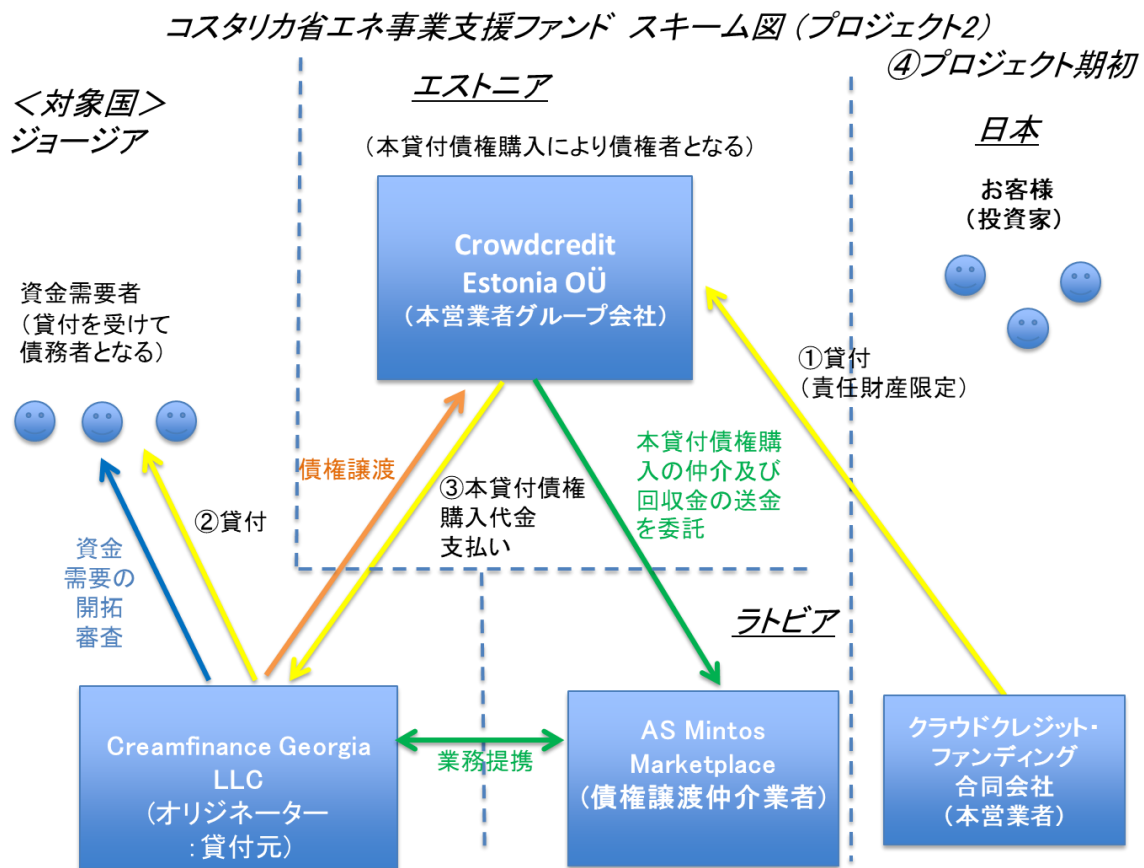 コスタリカ省エネ事業支援ファンド スキーム図 (プロジェクト2)
④プロジェクト期初
＜対象国＞
ジョージア
エストニア
日本
(本貸付債権購入により債権者となる)
お客様
(投資家)
Crowdcredit
Estonia OÜ
(本営業者グループ会社)
資金需要者
(貸付を受けて
債務者となる)
①貸付
(責任財産限定)
債権譲渡
③本貸付債権
購入代金
支払い
本貸付債権購
入の仲介及び
回収金の送金
を委託
②貸付
資金
需要の
開拓
審査
ラトビア
Creamfinance Georgia
LLC
(オリジネーター
:貸付元)
業務提携
AS Mintos
Marketplace
(債権譲渡仲介業者)
クラウドクレジット・
ファンディング
合同会社
(本営業者)